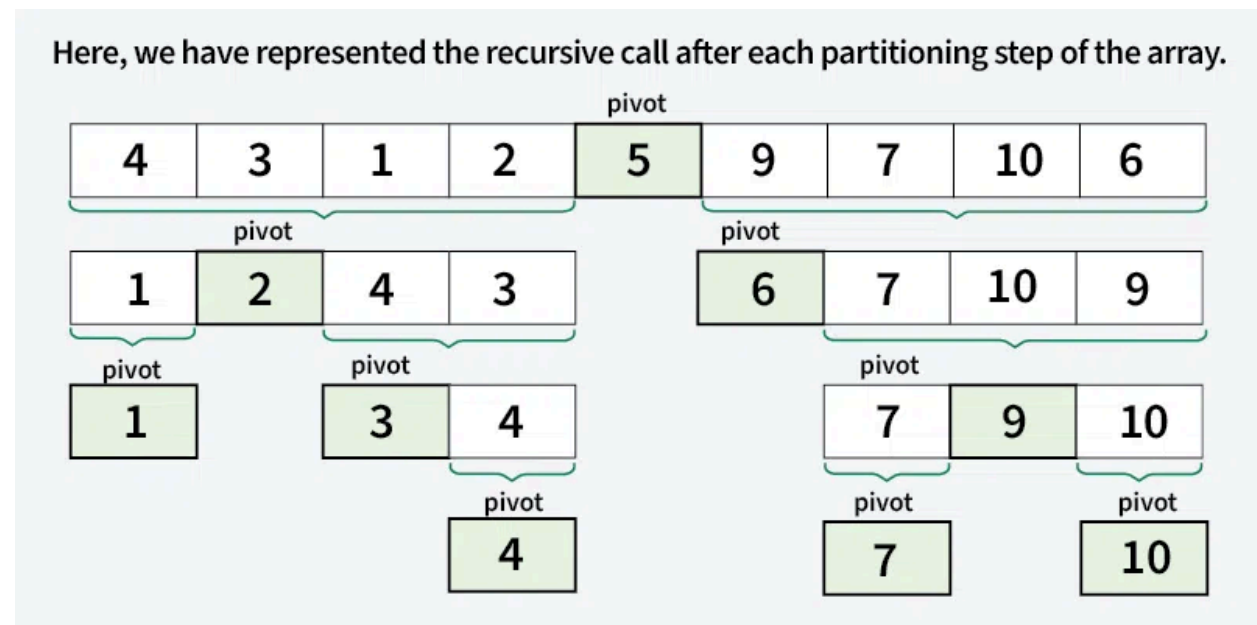 Here, we have represented the recursive call after each partitioning step of the array.
pivot
4 3 1 2 5 9 7 10 6
pivot pivot
1 2 4 3 6 7 10 9
pivot pivot pivot
1 3 4 7 9 10
pivot pivot pivot
4 7 10